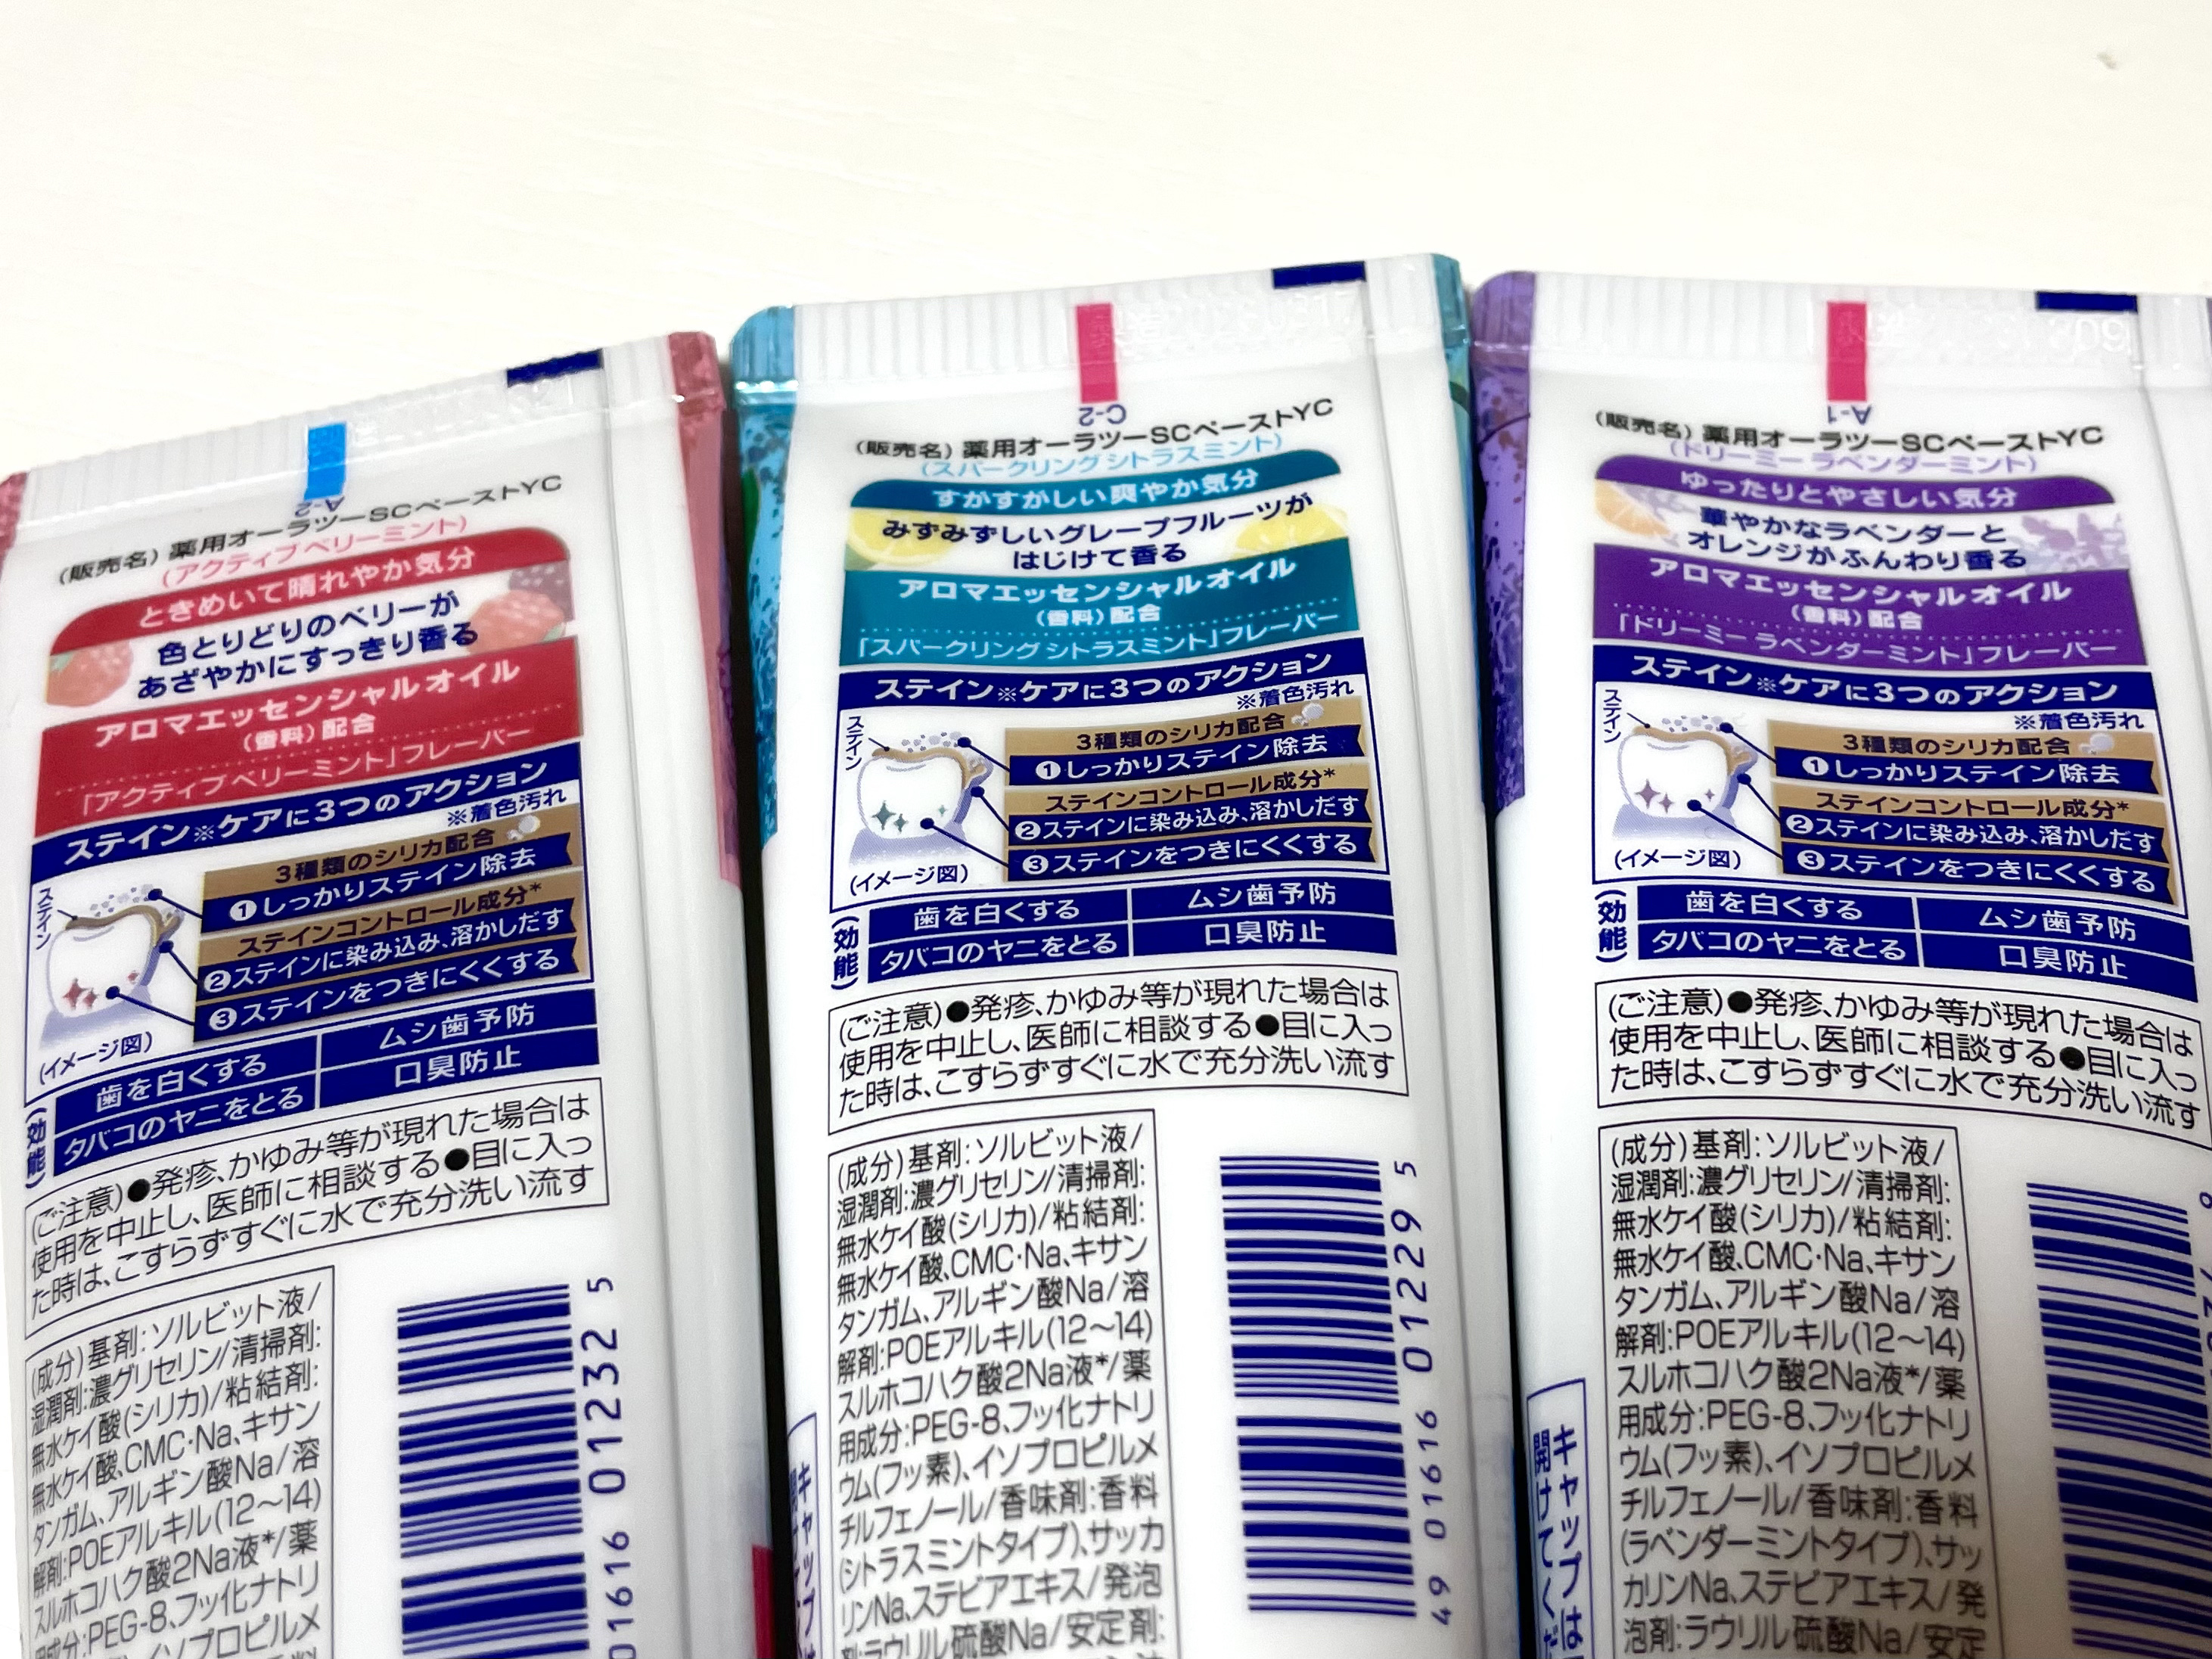 A-2
(販売名) 薬用オーラツーSCペーストYC
(アクティブ ベリーミント)
ときめいて晴れやか気分
色とりどりのベリーが
あざやかにすっきり香る
アロマエッセンシャルオイル
(香料)配合
「アクティブ ベリーミント」フレーバー
ステイン※ケアに3つのアクション
※着色汚れ
ステイン
3種類のシリカ配合
①しっかりステイン除去
ステインコントロール成分*
②ステインに染み込み、溶かしだす
③ステインをつきにくくする
(イメージ図)
(効能)
歯を白くする
ムシ歯予防
タバコのヤニをとる
口臭防止
(ご注意)●発疹、かゆみ等が現れた場合は
使用を中止し、医師に相談する●目に入っ
た時は、こすらずすぐに水で充分洗い流す
(成分)基剤:ソルビット液/
湿潤剤:濃グリセリン/清掃剤:
無水ケイ酸(シリカ)/粘結剤:
無水ケイ酸、CMC·Na、キサン
タンガム、アルギン酸Na/溶
解剤:POEアルキル(12〜14)
スルホコハク酸2Na液*/薬
用成分:PEG-8、フッ化ナトリ
イソプロピルメ
01616 01232 5
C-2
(販売名) 薬用オーラツーSCペーストYC
(スパークリング シトラスミント)
すがすがしい爽やか気分
みずみずしいグレープフルーツが
はじけて香る
アロマエッセンシャルオイル
(香料)配合
「スパークリング シトラスミント」フレーバー
ステイン※ケアに3つのアクション
※着色汚れ
ステイン
3種類のシリカ配合
①しっかりステイン除去
ステインコントロール成分*
②ステインに染み込み、溶かしだす
③ステインをつきにくくする
(イメージ図)
(効能)
歯を白くする
ムシ歯予防
タバコのヤニをとる
口臭防止
(ご注意)●発疹、かゆみ等が現れた場合は
使用を中止し、医師に相談する●目に入っ
た時は、こすらずすぐに水で充分洗い流す
(成分)基剤:ソルビット液/
湿潤剤:濃グリセリン/清掃剤:
無水ケイ酸(シリカ)/粘結剤:
無水ケイ酸、CMC·Na、キサン
タンガム、アルギン酸Na/溶
解剤:POEアルキル(12〜14)
スルホコハク酸2Na液*/薬
用成分:PEG-8、フッ化ナトリ
ウム(フッ素)、イソプロピルメ
チルフェノール/香味剤:香料
(シトラスミントタイプ)、サッカ
リンNa、ステビアエキス/発泡
剤:ラウリル硫酸Na/安定剤:
49 01616 01229 5
A-1
(販売名) 薬用オーラツーSCペーストYC
(ドリーミー ラベンダーミント)
ゆったりとやさしい気分
華やかなラベンダーと
オレンジがふんわり香る
アロマエッセンシャルオイル
(香料)配合
「ドリーミー ラベンダーミント」フレーバー
ステイン※ケアに3つのアクション
※着色汚れ
ステイン
3種類のシリカ配合
①しっかりステイン除去
ステインコントロール成分*
②ステインに染み込み、溶かしだす
③ステインをつきにくくする
(イメージ図)
(効能)
歯を白くする
ムシ歯予防
タバコのヤニをとる
口臭防止
(ご注意)●発疹、かゆみ等が現れた場合は
使用を中止し、医師に相談する●目に入っ
た時は、こすらずすぐに水で充分洗い流す
(成分)基剤:ソルビット液/
湿潤剤:濃グリセリン/清掃剤:
無水ケイ酸(シリカ)/粘結剤:
無水ケイ酸、CMC·Na、キサン
タンガム、アルギン酸Na/溶
解剤:POEアルキル(12〜14)
スルホコハク酸2Na液*/薬
用成分:PEG-8、フッ化ナトリ
ウム(フッ素)、イソプロピルメ
チルフェノール/香味剤:香料
(ラベンダーミントタイプ)、サッ
カリンNa、ステビアエキス/発
泡剤:ラウリル硫酸Na/安定
キャップは
開けてくだ